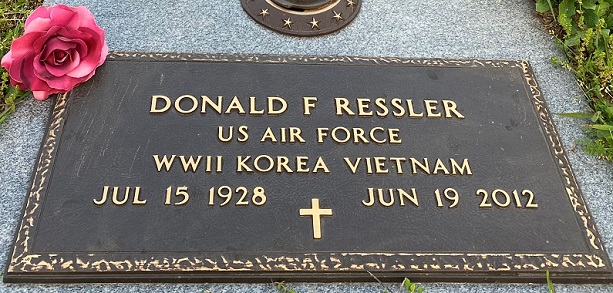 DONALD F RESSLER
US AIR FORCE
WWII KOREA VIETNAM
JUL 15 1928 JUN 19 2012